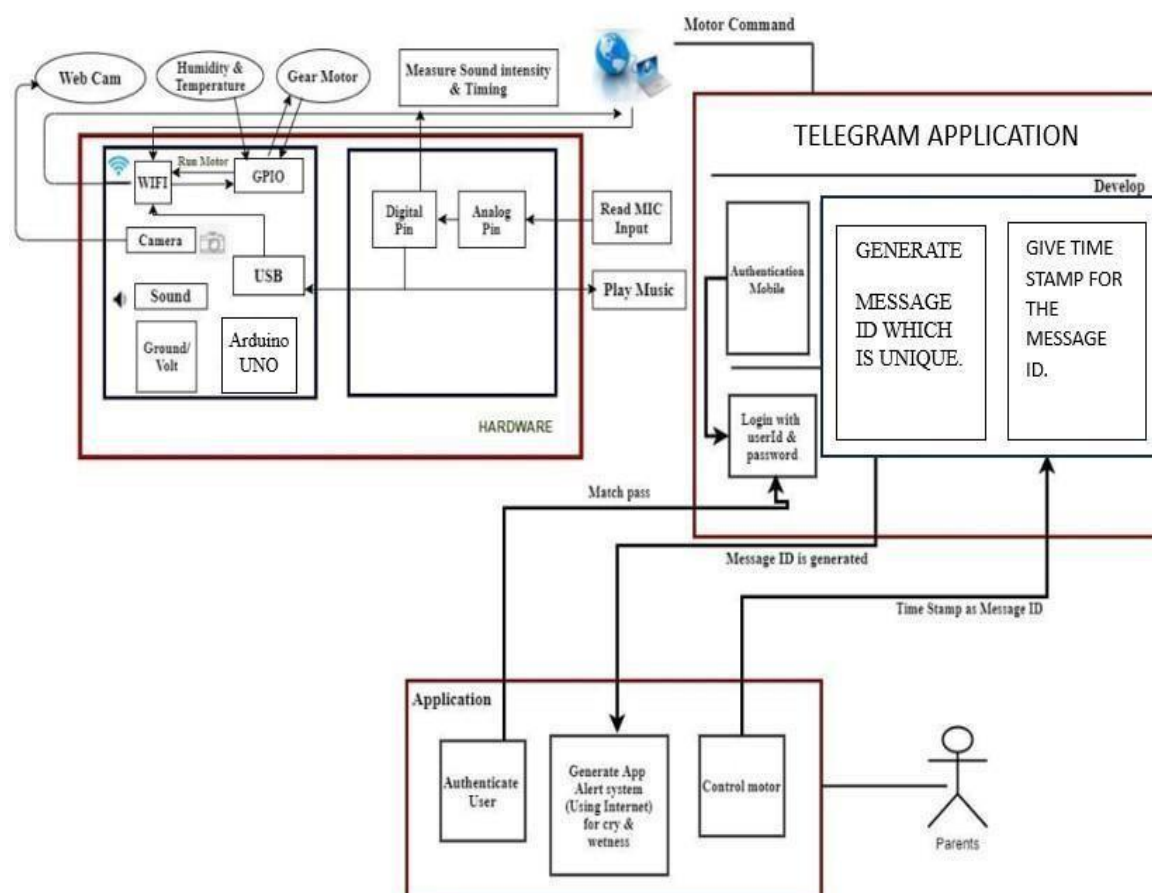 Motor Command
Web Cam
Humidity &
Temperature
Gear Motor
Measure Sound intensity
& Timing
TELEGRAM APPLICATION
Develop
WIFI
Run Motor
GPIO
Camera
USB
Sound
Ground/
Volt
Arduino
UNO
Digital
Pin
Analog
Pin
Read MIC
Input
Play Music
HARDWARE
Authentication
Mobile
GENERATE
MESSAGE
ID WHICH
IS UNIQUE.
GIVE TIME
STAMP FOR
THE
MESSAGE
ID.
Login with
userId &
password
Match pass
Message ID is generated
Time Stamp as Message ID
Application
Authenticate
User
Generate App
Alert system
(Using Internet)
for cry &
wetness
Control motor
Parents